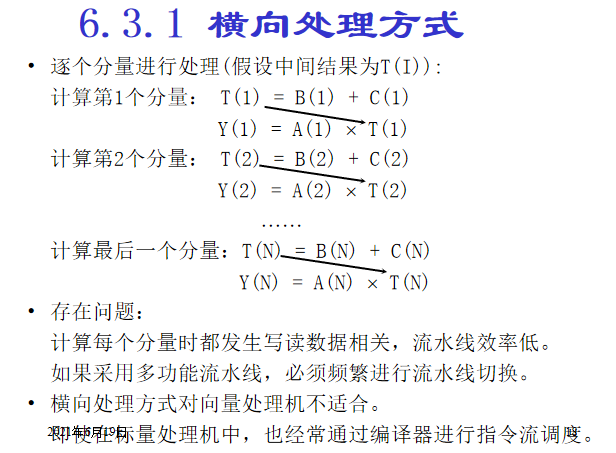 6.3.1 横向处理方式
• 逐个分量进行处理(假设中间结果为T(I)):
计算第1个分量: T(1) = B(1) + C(1)
Y(1) = A(1) × T(1)
计算第2个分量: T(2) = B(2) + C(2)
Y(2) = A(2) × T(2)
……
计算最后一个分量: T(N) = B(N) + C(N)
Y(N) = A(N) × T(N)
• 存在问题:
计算每个分量时都发生写读数据相关，流水线效率低。
如果采用多功能流水线，必须频繁进行流水线切换。
• 横向处理方式对向量处理机不适合。
即使在标量处理机中，也经常通过编译器进行指令流调度。